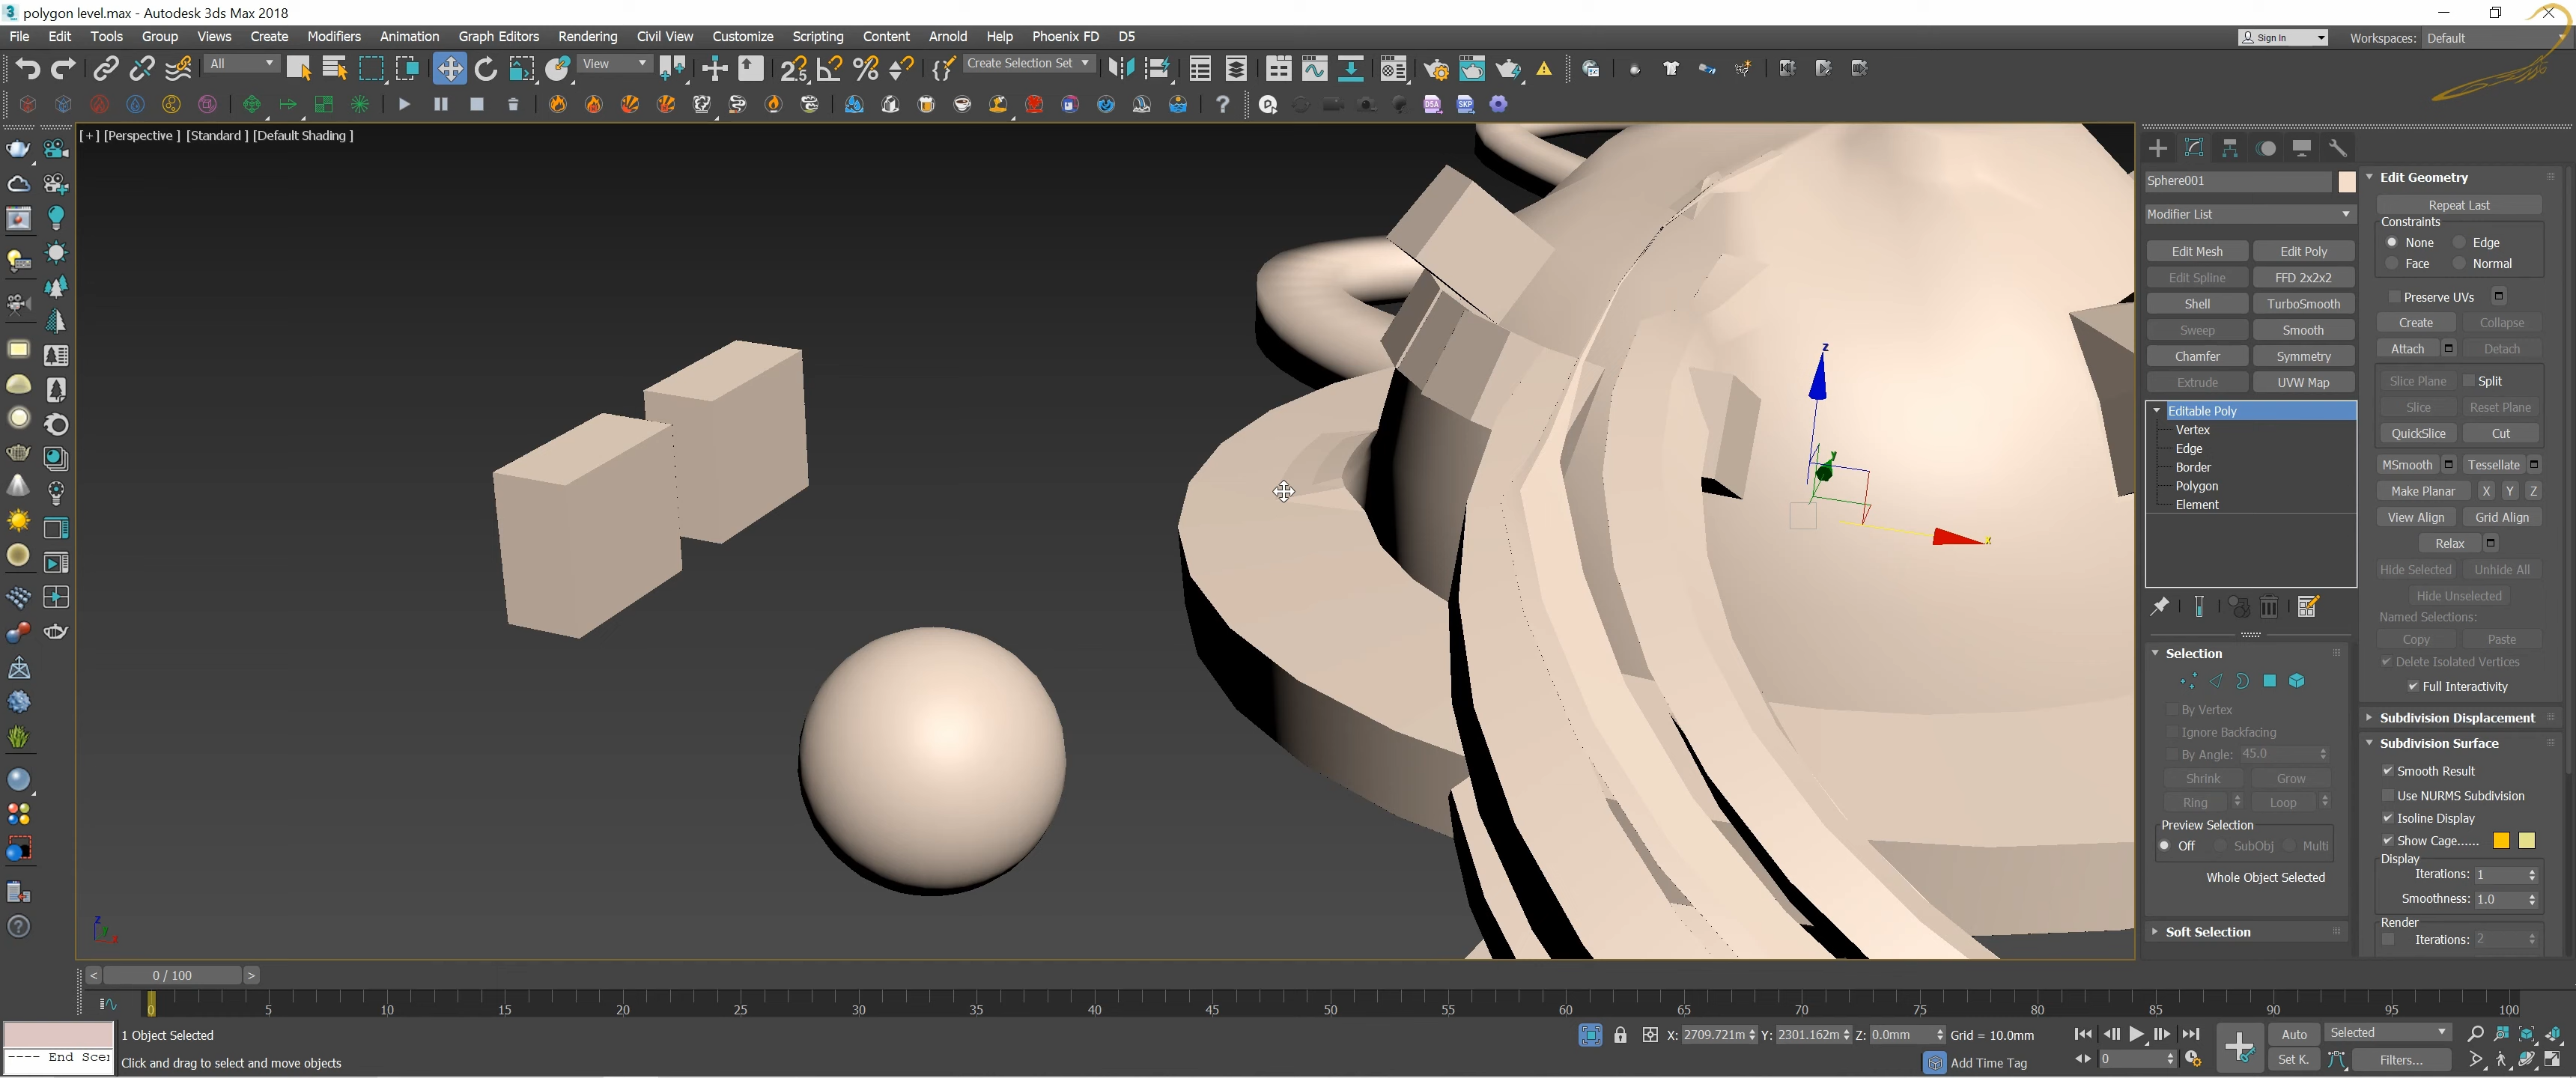 3 polygon level.max - Autodesk 3ds Max 2018
File Edit Tools Group Views Create Modifiers Animation Graph Editors Rendering Civil View Customize Scripting Content Arnold Help Phoenix FD D5
Sign In Workspaces: Default
All View Create Selection Set
DSA SKP
[+] [Perspective ] [Standard ] [Default Shading ]
Sphere001
Modifier List
Edit Mesh Edit Poly
Edit Spline FFD 2x2x2
Shell TurboSmooth
Sweep Smooth
Chamfer Symmetry
Extrude UVW Map
Editable Poly
Vertex
Edge
Border
Polygon
Element
Selection
By Vertex
Ignore Backfacing
By Angle: 45.0
Shrink Grow
Ring Loop
Preview Selection
Off SubObj Multi
Whole Object Selected
Soft Selection
Edit Geometry
Repeat Last
Constraints
None Edge
Face Normal
Preserve UVs
Create Collapse
Attach Detach
Slice Plane Split
Slice Reset Plane
QuickSlice Cut
MSmooth Tessellate
Make Planar X Y Z
View Align Grid Align
Relax
Hide Selected Unhide All
Hide Unselected
Named Selections:
Copy Paste
Delete Isolated Vertices
Full Interactivity
Subdivision Displacement
Subdivision Surface
Smooth Result
Use NURMS Subdivision
Isoline Display
Show Cage......
Display
Iterations: 1
Smoothness: 1.0
Render
Iterations: 2
z
y
x
z
y
x
< 0 / 100 >
0 5 10 15 20 25 30 35 40 45 50 55 60 65 70 75 80 85 90 95 100
1 Object Selected
---- End Scer
Click and drag to select and move objects
X: 2709.721m Y: 2301.162m Z: 0.0mm Grid = 10.0mm
Add Time Tag
0
Auto Selected
Set K. Filters...